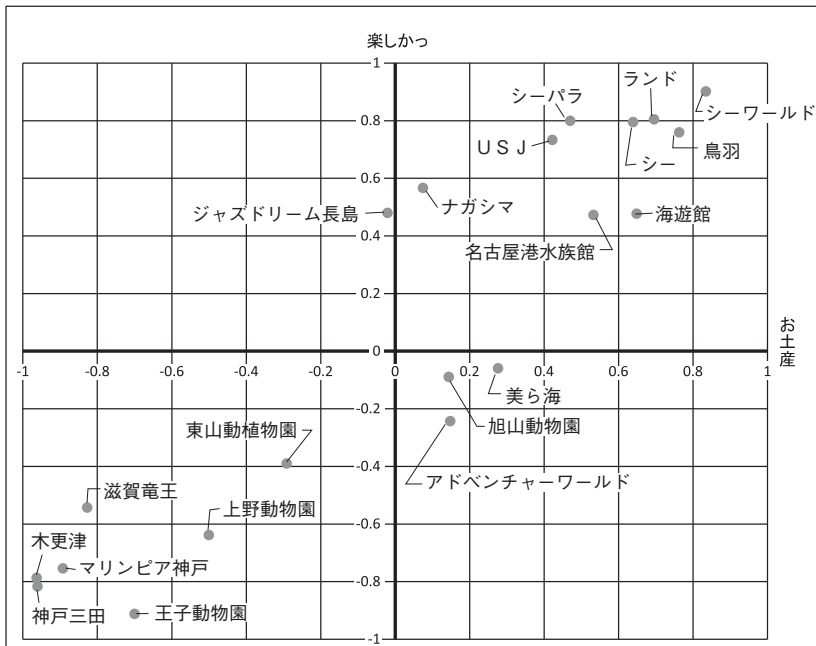 楽しかっ
1
ランド
シーパラ
シーワールド
0.8
ＵＳＪ
シー
鳥羽
0.6
ジャズドリーム長島
ナガシマ
海遊館
0.4
名古屋港水族館
0.2
お土産
0
-1
-0.8
-0.6
-0.4
-0.2
0
0.2
0.4
0.6
0.8
1
美ら海
-0.2
東山動植物園
旭山動物園
-0.4
アドベンチャーワールド
滋賀竜王
上野動物園
-0.6
木更津
マリンピア神戸
-0.8
神戸三田
王子動物園
-1